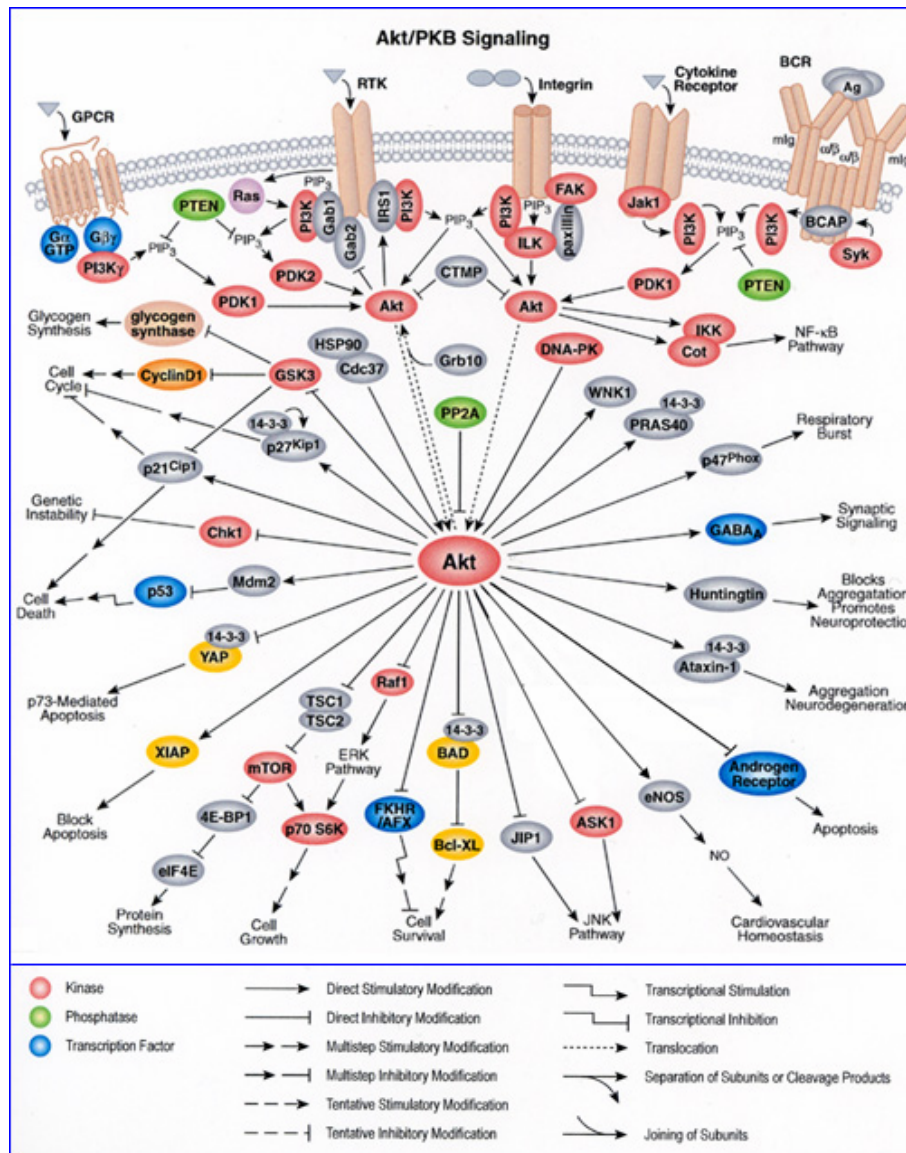 Akt/PKB Signaling
GPCR
RTK
Integrin
Cytokine
Receptor
BCR
Ag
mIg
α/β
α/β
mIg
PTEN
Ras
PIP3
PI3K
Gab1
Gab2
IRS1
PI3K
PI3K
PIP3
FAK
paxillin
ILK
Jak1
PI3K
PIP3
PI3K
BCAP
Syk
Gα
GTP
Gβγ
PI3Kγ
PIP3
PIP3
PIP3
PDK1
PDK2
Akt
CTMP
Akt
PDK1
PTEN
Glycogen
Synthesis
glycogen
synthase
HSP90
Cdc37
Grb10
DNA-PK
IKK
Cot
NF-κB
Pathway
Cell
Cycle
CyclinD1
GSK3
14-3-3
p27Kip1
PP2A
WNK1
14-3-3
PRAS40
Respiratory
Burst
p21Cip1
p47Phox
Genetic
Instability
Chk1
Akt
GABAA
Synaptic
Signaling
Cell
Death
p53
Mdm2
Huntingtin
Blocks
Aggregatation
Promotes
Neuroprotection
14-3-3
YAP
p73-Mediated
Apoptosis
14-3-3
Ataxin-1
Aggregation
Neurodegeneration
TSC1
TSC2
Raf1
14-3-3
BAD
XIAP
mTOR
ERK
Pathway
Androgen
Receptor
Block
Apoptosis
4E-BP1
p70 S6K
FKHR
/AFX
Bcl-XL
JIP1
ASK1
eNOS
Apoptosis
eIF4E
NO
Protein
Synthesis
Cell
Growth
Cell
Survival
JNK
Pathway
Cardiovascular
Homeostasis
Kinase
Phosphatase
Transcription Factor
Direct Stimulatory Modification
Direct Inhibitory Modification
Multistep Stimulatory Modification
Multistep Inhibitory Modification
Tentative Stimulatory Modification
Tentative Inhibitory Modification
Transcriptional Stimulation
Transcriptional Inhibition
Translocation
Separation of Subunits or Cleavage Products
Joining of Subunits